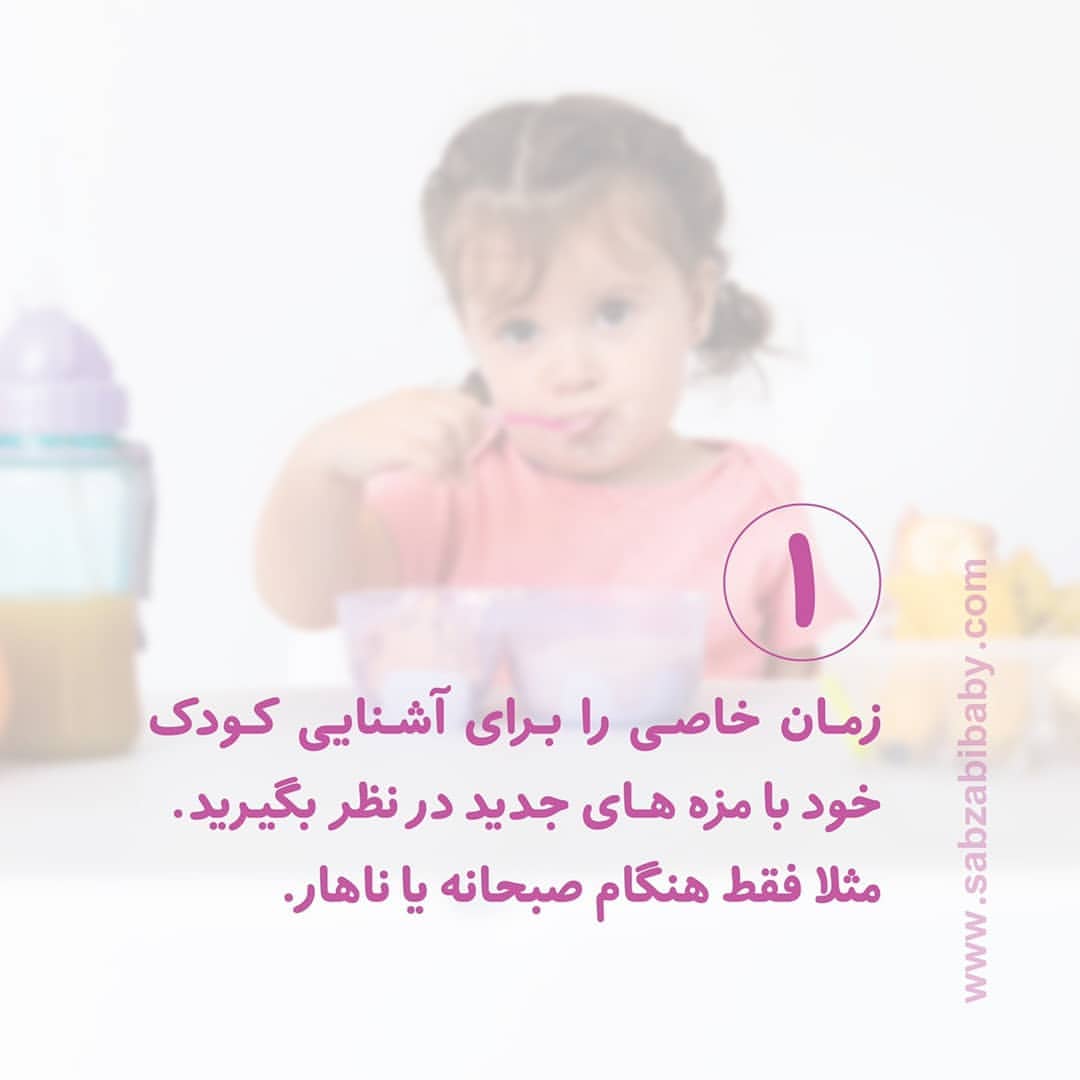 ۱
زمان خاصی را برای آشنایی کودک
خود با مزه های جدید در نظر بگیرید.
مثلا فقط هنگام صبحانه یا ناهار.
www.sabzabibaby.com